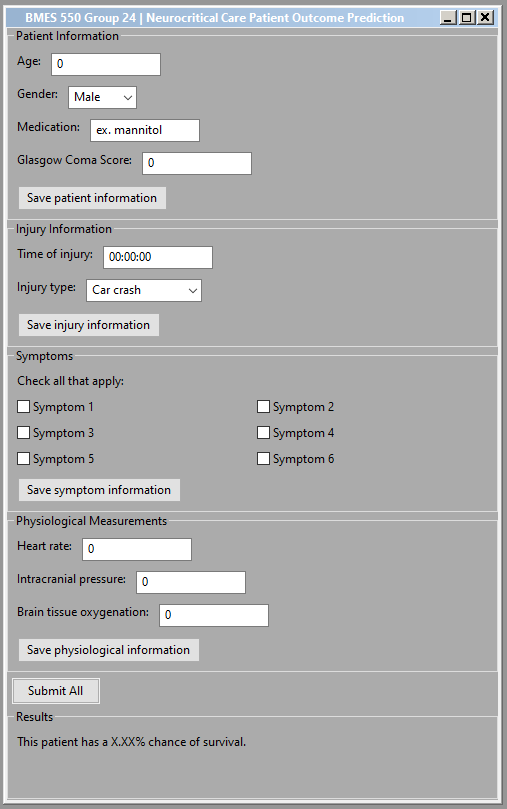 BMES 550 Group 24 | Neurocritical Care Patient Outcome Prediction
Patient Information
Age: 0
Gender: Male
Medication: ex. mannitol
Glasgow Coma Score: 0
Save patient information
Injury Information
Time of injury: 00:00:00
Injury type: Car crash
Save injury information
Symptoms
Check all that apply:
Symptom 1 Symptom 2
Symptom 3 Symptom 4
Symptom 5 Symptom 6
Save symptom information
Physiological Measurements
Heart rate: 0
Intracranial pressure: 0
Brain tissue oxygenation: 0
Save physiological information
Submit All
Results
This patient has a X.XX% chance of survival.